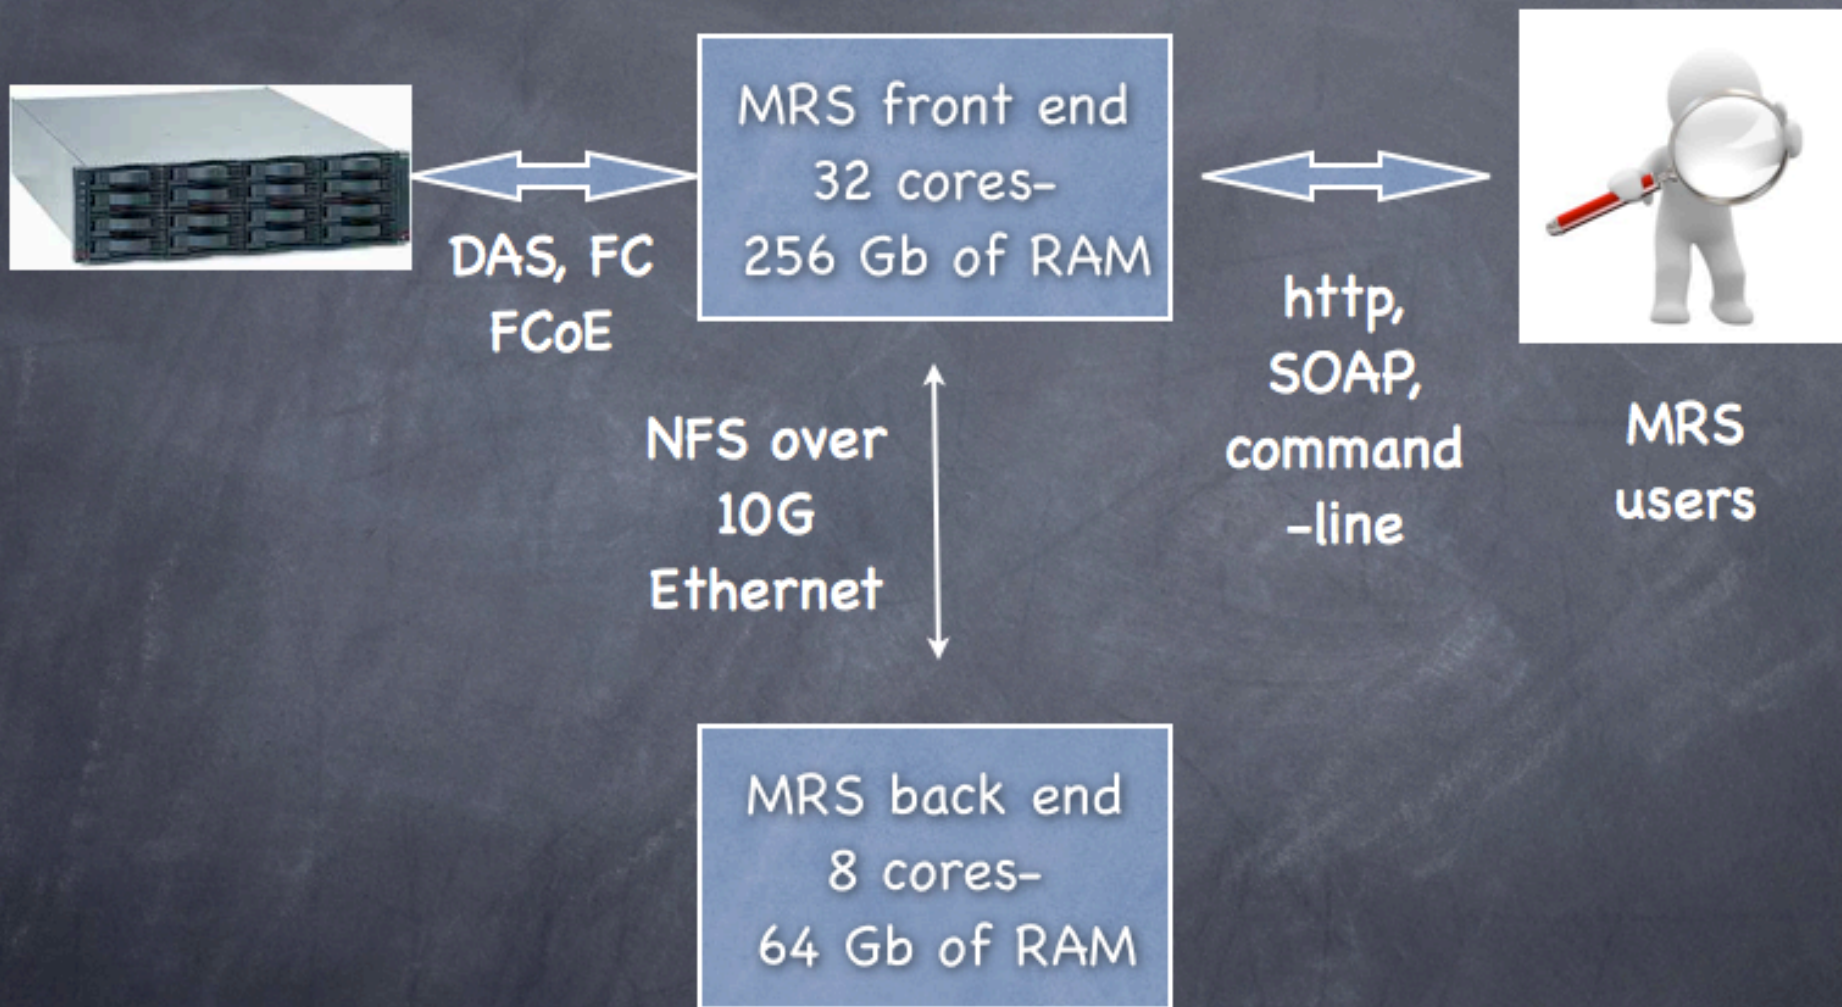 MRS front end
32 cores-
256 Gb of RAM
DAS, FC
FCoE
http,
SOAP,
command
-line
MRS
users
NFS over
10G
Ethernet
MRS back end
8 cores-
64 Gb of RAM